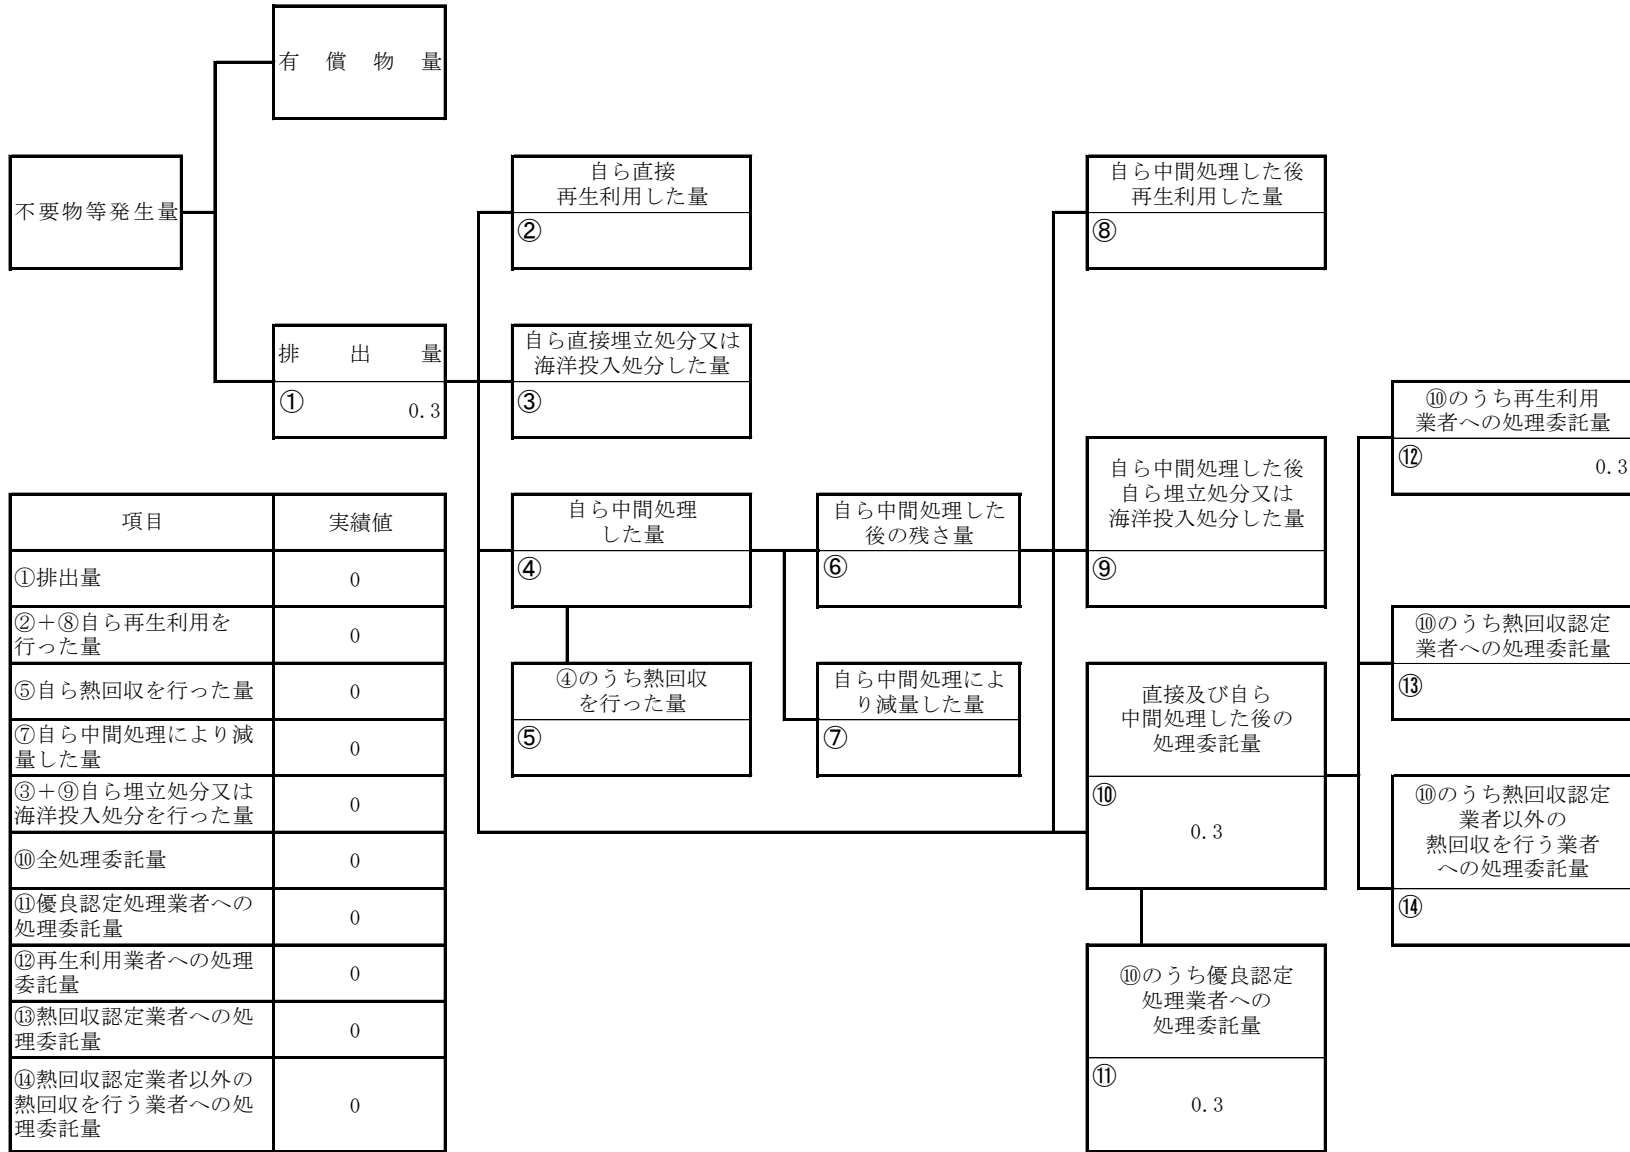 有償物量
不要物等発生量
自ら直接
再生利用した量
②
自ら中間処理した後
再生利用した量
⑧
排出量
①
0.3
自ら直接埋立処分又は
海洋投入処分した量
③
⑩のうち再生利用
業者への処理委託量
⑫
0.3
自ら中間処理
した量
④
自ら中間処理した
後の残さ量
⑥
自ら中間処理した後
自ら埋立処分又は
海洋投入処分した量
⑨
④のうち熱回収
を行った量
⑤
自ら中間処理によ
り減量した量
⑦
直接及び自ら
中間処理した後の
処理委託量
⑩
0.3
⑩のうち熱回収認定
業者への処理委託量
⑬
⑩のうち熱回収認定
業者以外の
熱回収を行う業者
への処理委託量
⑭
⑩のうち優良認定
処理業者への
処理委託量
⑪
0.3
項目 実績値
①排出量 0
②+⑧自ら再生利用を
行った量 0
⑤自ら熱回収を行った量 0
⑦自ら中間処理により減
量した量 0
③+⑨自ら埋立処分又は
海洋投入処分を行った量 0
⑩全処理委託量 0
⑪優良認定処理業者への
処理委託量 0
⑫再生利用業者への処理
委託量 0
⑬熱回収認定業者への処
理委託量 0
⑭熱回収認定業者以外の
熱回収を行う業者への処
理委託量 0